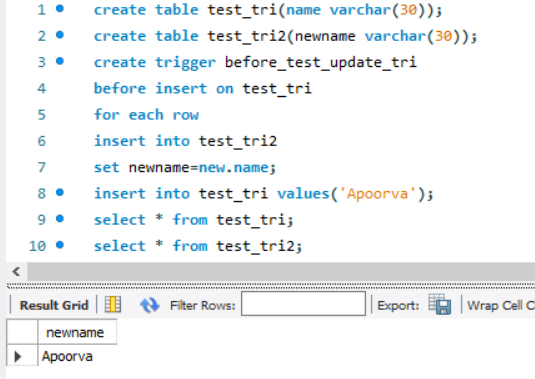 1 create table test_tri(name varchar(30));
2 create table test_tri2(newname varchar(30));
3 create trigger before_test_update_tri
4 before insert on test_tri
5 for each row
6 insert into test_tri2
7 set newname=new.name;
8 insert into test_tri values('Apoorva');
9 select * from test_tri;
10 select * from test_tri2;
Result Grid Filter Rows: Export: Wrap Cell C
newname
Apoorva